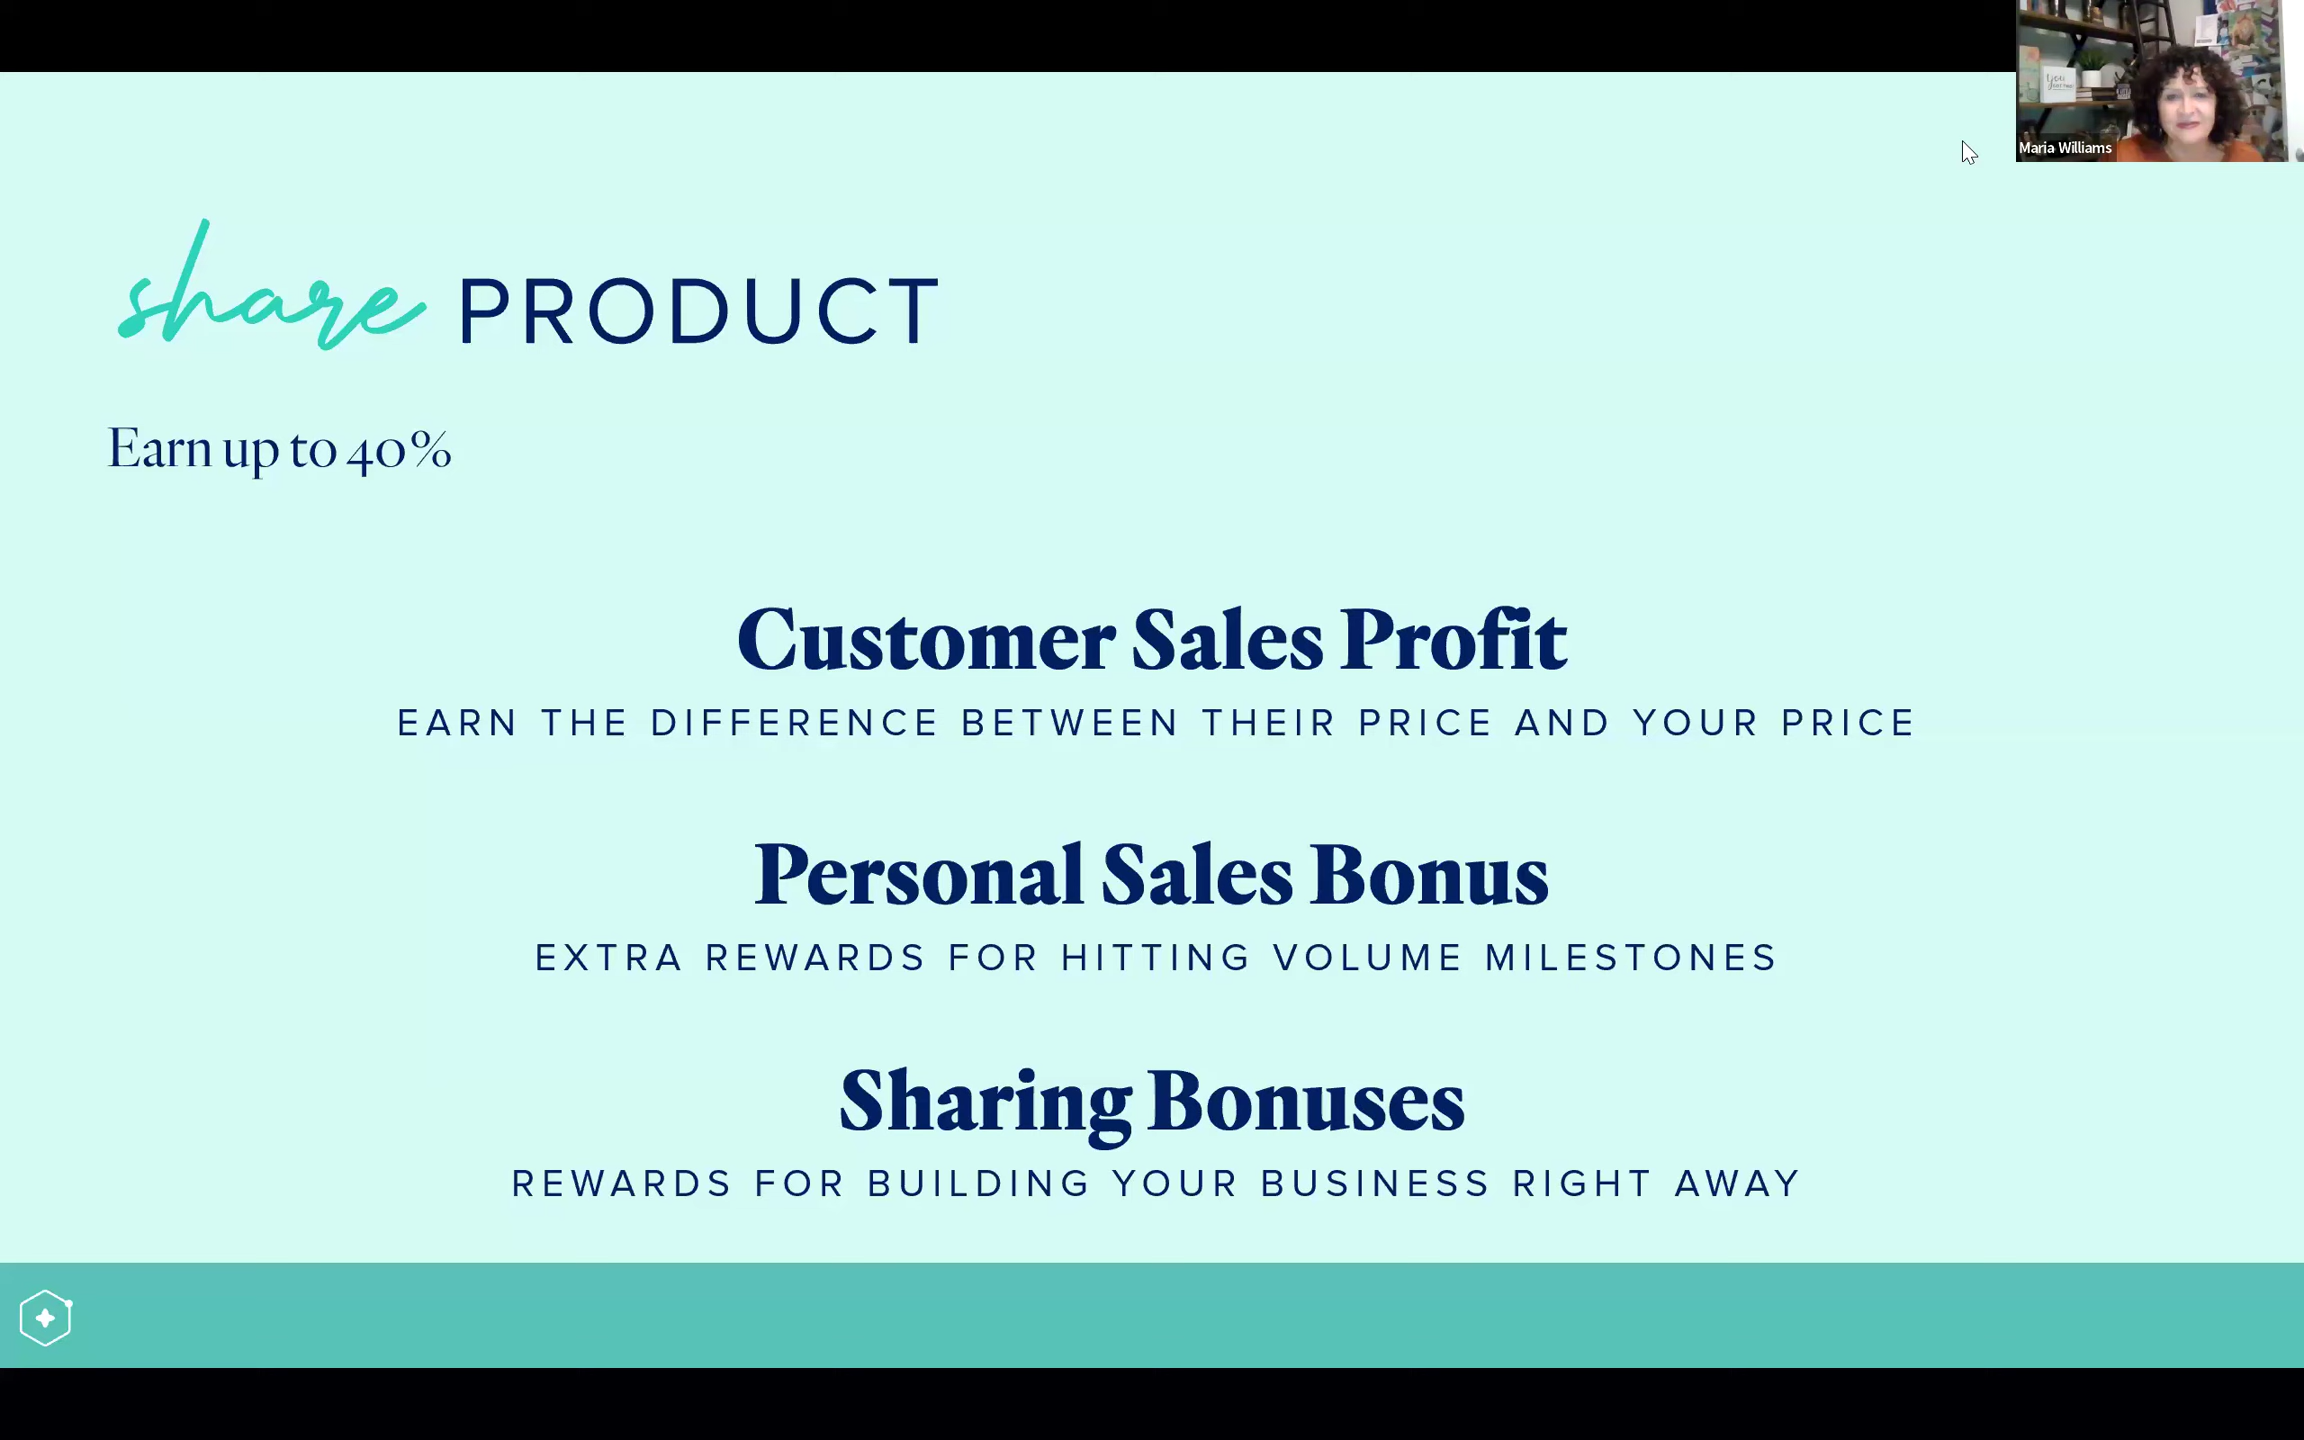 Maria Williams
share PRODUCT
Earn up to 40%
Customer Sales Profit
EARN THE DIFFERENCE BETWEEN THEIR PRICE AND YOUR PRICE
Personal Sales Bonus
EXTRA REWARDS FOR HITTING VOLUME MILESTONES
Sharing Bonuses
REWARDS FOR BUILDING YOUR BUSINESS RIGHT AWAY